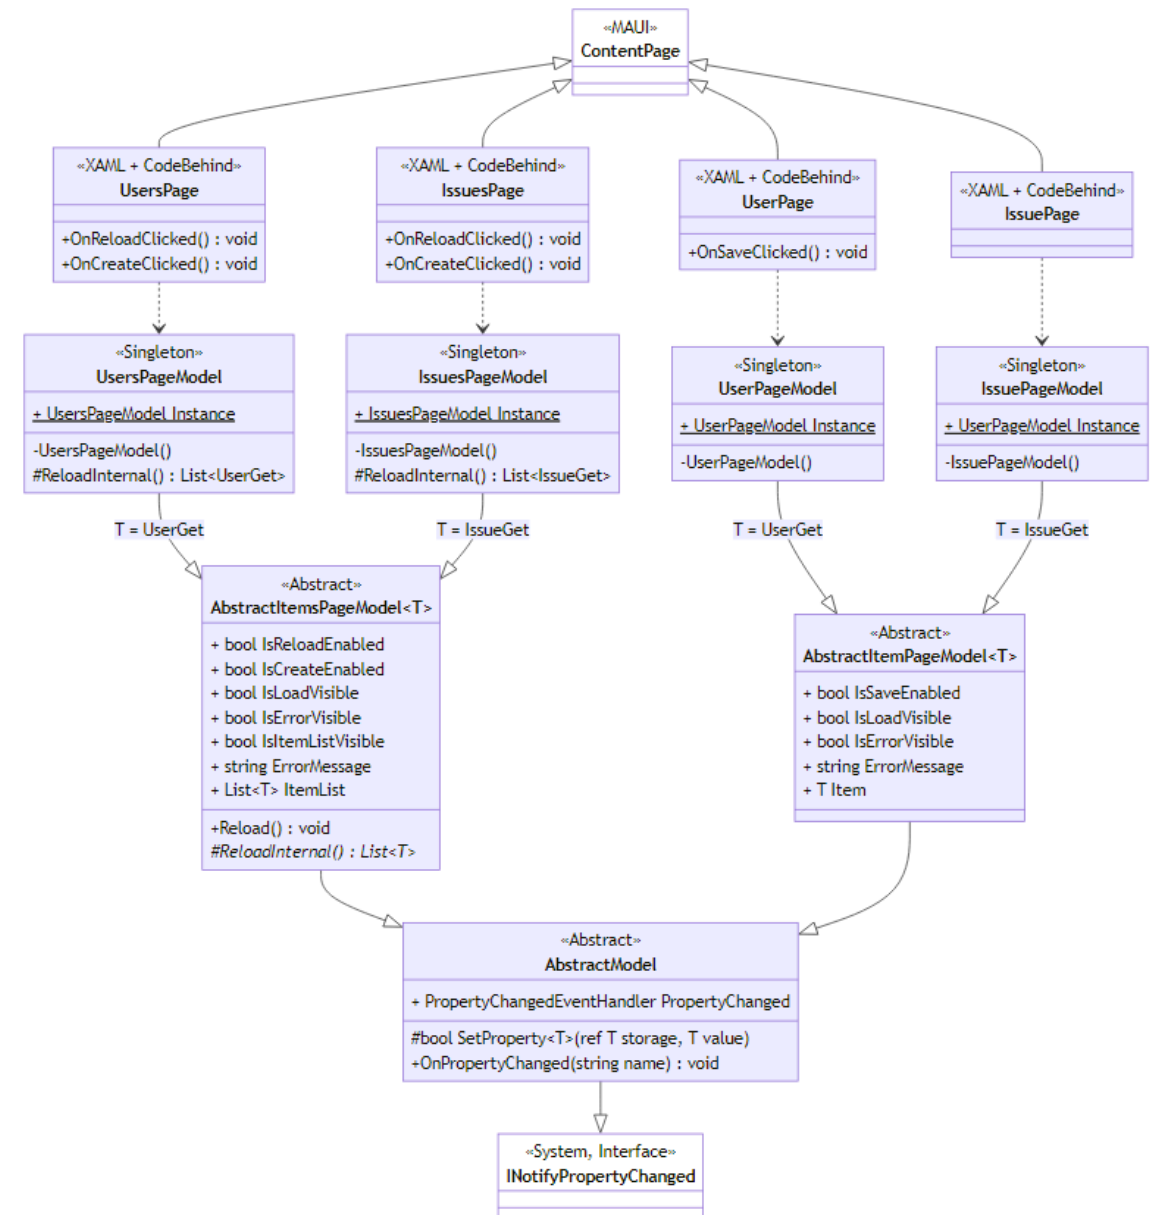 «MAUI»
ContentPage
«XAML + CodeBehind»
UsersPage
+OnReloadClicked() : void
+OnCreateClicked() : void
«XAML + CodeBehind»
IssuesPage
+OnReloadClicked() : void
+OnCreateClicked() : void
«XAML + CodeBehind»
UserPage
+OnSaveClicked() : void
«XAML + CodeBehind»
IssuePage
«Singleton»
UsersPageModel
+ UsersPageModel Instance
-UsersPageModel()
#ReloadInternal() : List<UserGet>
«Singleton»
IssuesPageModel
+ IssuesPageModel Instance
-IssuesPageModel()
#ReloadInternal() : List<IssueGet>
«Singleton»
UserPageModel
+ UserPageModel Instance
-UserPageModel()
«Singleton»
IssuePageModel
+ UserPageModel Instance
-IssuePageModel()
T = UserGet
T = IssueGet
T = UserGet
T = IssueGet
«Abstract»
AbstractItemsPageModel<T>
+ bool IsReloadEnabled
+ bool IsCreateEnabled
+ bool IsLoadVisible
+ bool IsErrorVisible
+ bool IsItemListVisible
+ string ErrorMessage
+ List<T> ItemList
+Reload() : void
#ReloadInternal() : List<T>
«Abstract»
AbstractItemPageModel<T>
+ bool IsSaveEnabled
+ bool IsLoadVisible
+ bool IsErrorVisible
+ string ErrorMessage
+ T Item
«Abstract»
AbstractModel
+ PropertyChangedEventHandler PropertyChanged
#bool SetProperty<T>(ref T storage, T value)
+OnPropertyChanged(string name) : void
«System, Interface»
INotifyPropertyChanged